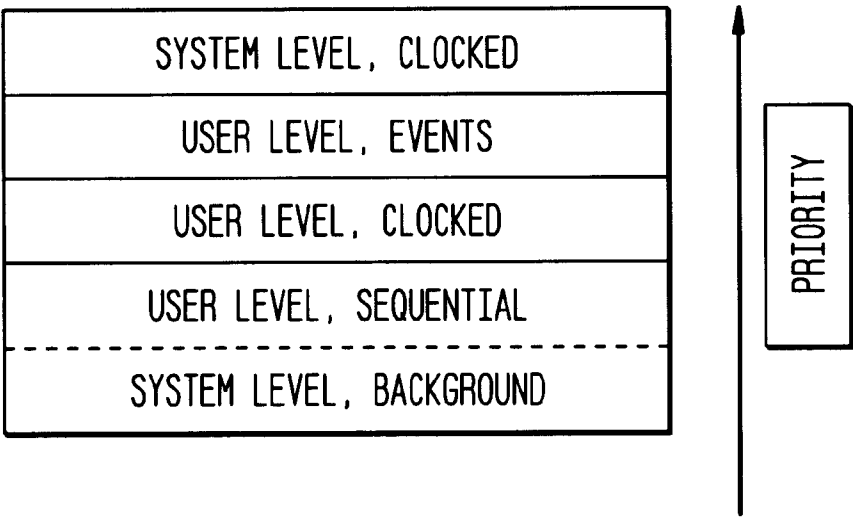 SYSTEM LEVEL, CLOCKED
USER LEVEL, EVENTS
USER LEVEL, CLOCKED
USER LEVEL, SEQUENTIAL
SYSTEM LEVEL, BACKGROUND
PRIORITY